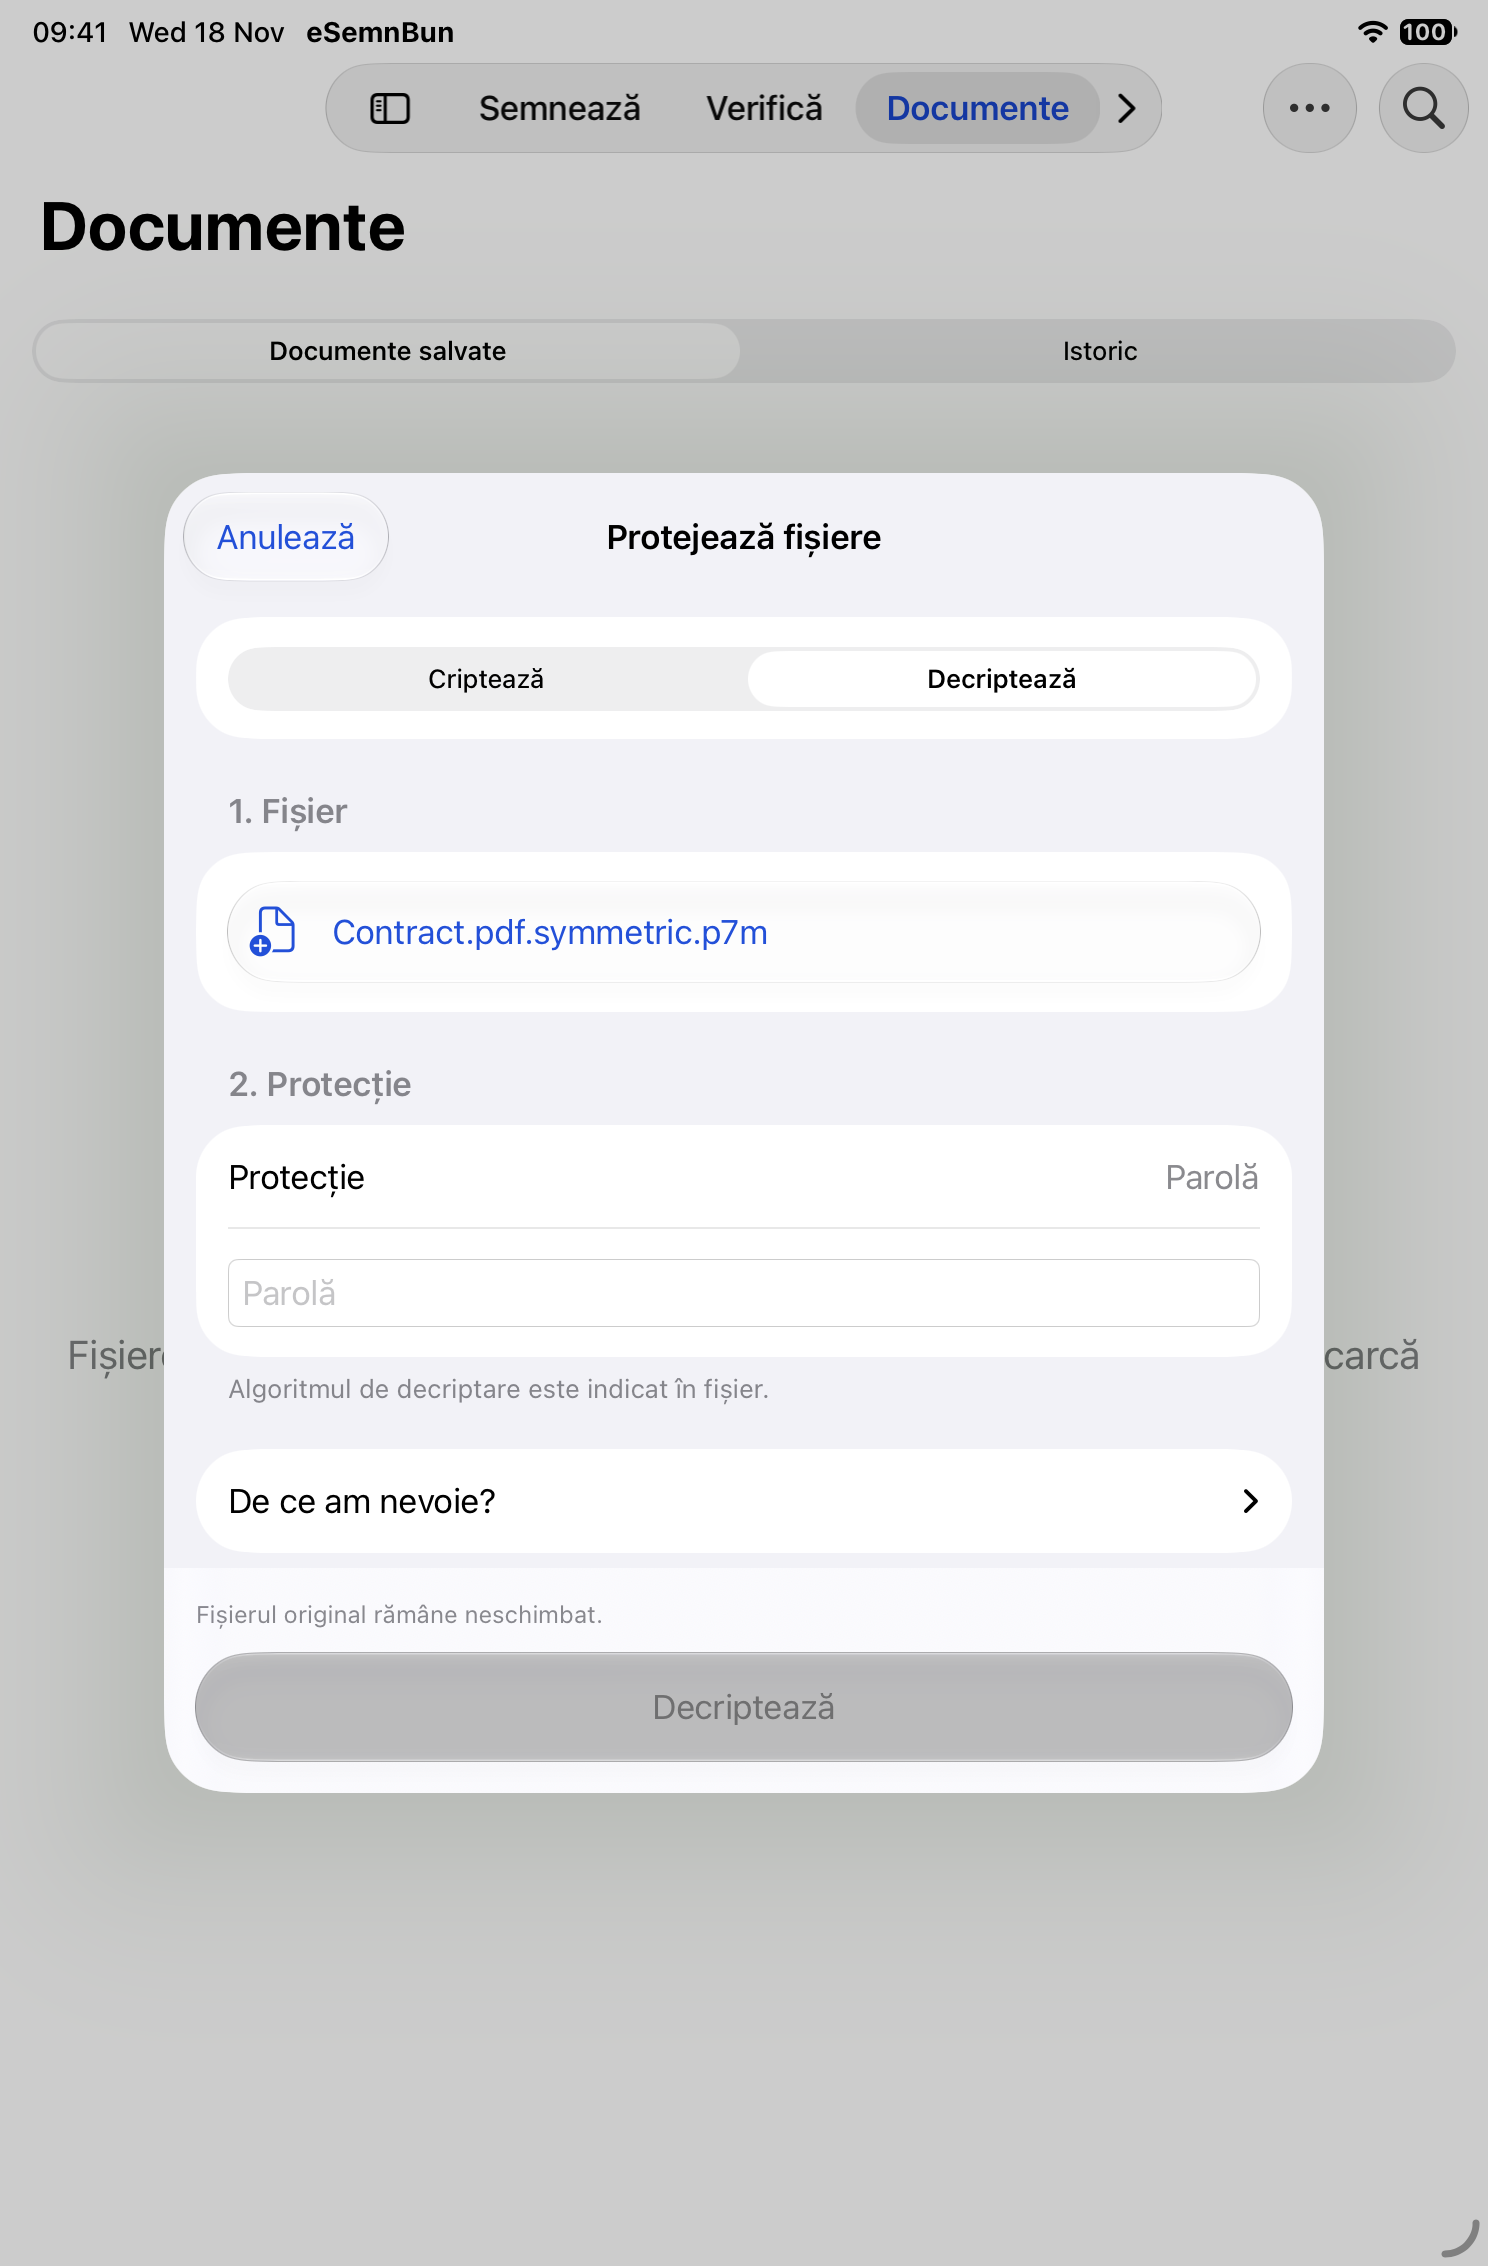 09:41 Wed 18 Nov eSemnBun 100
Semnează Verifică Documente
Documente
Documente salvate Istoric
Anulează Protejează fișiere
Criptează Decriptează
1. Fișier
Contract.pdf.symmetric.p7m
2. Protecție
Protecție Parolă
Parolă
Algoritmul de decriptare este indicat în fișier.
De ce am nevoie?
Fișierul original rămâne neschimbat.
Decriptează